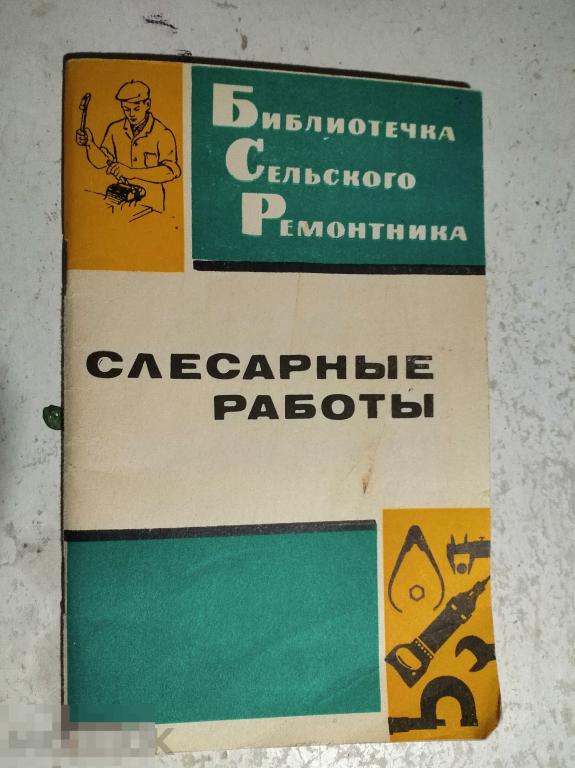 Библиотечка
Сельского
Ремонтника
СЛЕСАРНЫЕ
РАБОТЫ